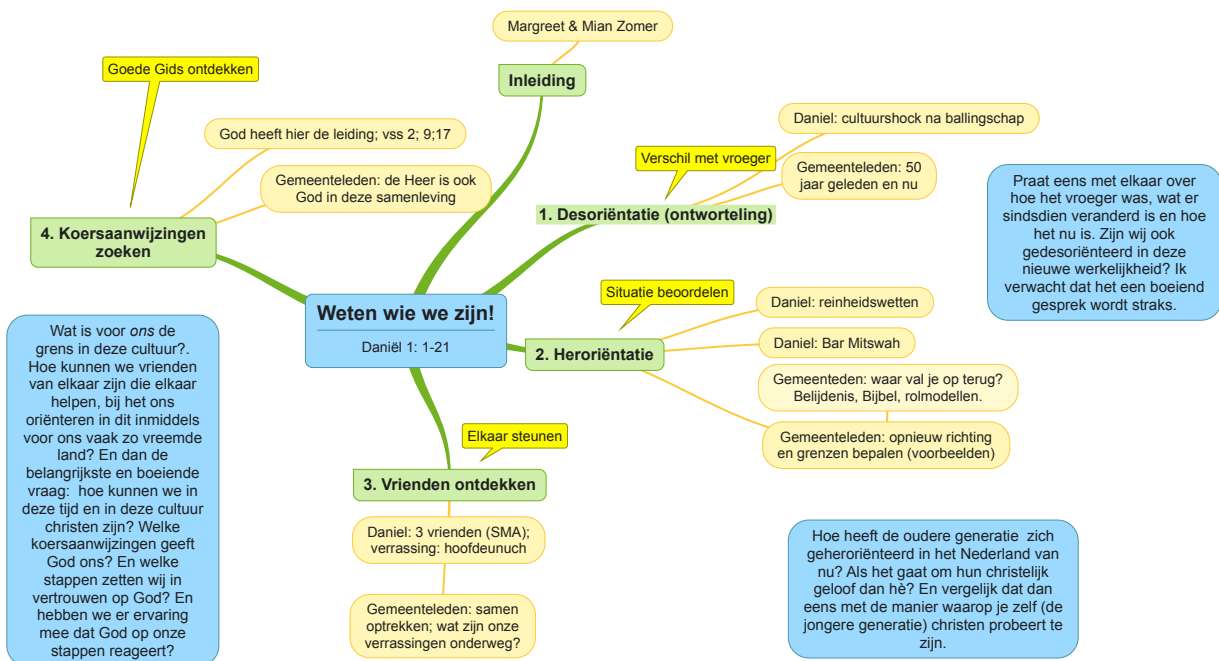 Margreet & Mian Zomer
Inleiding
Goede Gids ontdekken
God heeft hier de leiding; vss 2; 9;17
Gemeenteleden: de Heer is ook
God in deze samenleving
4. Koersaanwijzingen
zoeken
Daniel: cultuurshock na ballingschap
Verschil met vroeger
Gemeenteleden: 50
jaar geleden en nu
1. Desoriëntatie (ontworteling)
Praat eens met elkaar over
hoe het vroeger was, wat er
sindsdien veranderd is en hoe
het nu is. Zijn wij ook
gedesoriënteerd in deze
nieuwe werkelijkheid? Ik
verwacht dat het een boeiend
gesprek wordt straks.
Weten wie we zijn!
Daniël 1: 1-21
Situatie beoordelen
Daniel: reinheidswetten
2. Heroriëntatie
Daniel: Bar Mitswah
Gemeenteden: waar val je op terug?
Belijdenis, Bijbel, rolmodellen.
Gemeenteleden: opnieuw richting
en grenzen bepalen (voorbeelden)
Wat is voor ons de
grens in deze cultuur?.
Hoe kunnen we vrienden
van elkaar zijn die elkaar
helpen, bij het ons
oriënteren in dit inmiddels
voor ons vaak zo vreemde
land? En dan de
belangrijkste en boeiende
vraag:  hoe kunnen we in
deze tijd en in deze cultuur
christen zijn? Welke
koersaanwijzingen geeft
God ons? En welke
stappen zetten wij in
vertrouwen op God? En
hebben we er ervaring
mee dat God op onze
stappen reageert?
Elkaar steunen
3. Vrienden ontdekken
Daniel: 3 vrienden (SMA);
verrassing: hoofdeunuch
Gemeenteleden: samen
optrekken; wat zijn onze
verrassingen onderweg?
Hoe heeft de oudere generatie  zich
geheroriënteerd in het Nederland van
nu? Als het gaat om hun christelijk
geloof dan hè? En vergelijk dat dan
eens met de manier waarop je zelf (de
jongere generatie) christen probeert te
zijn.